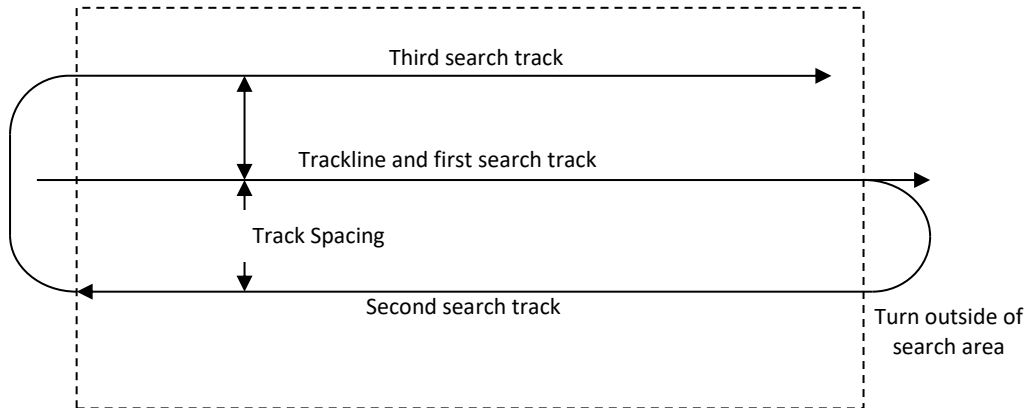 Third search track
Trackline and first search track
Track Spacing
Second search track
Turn outside of
search area